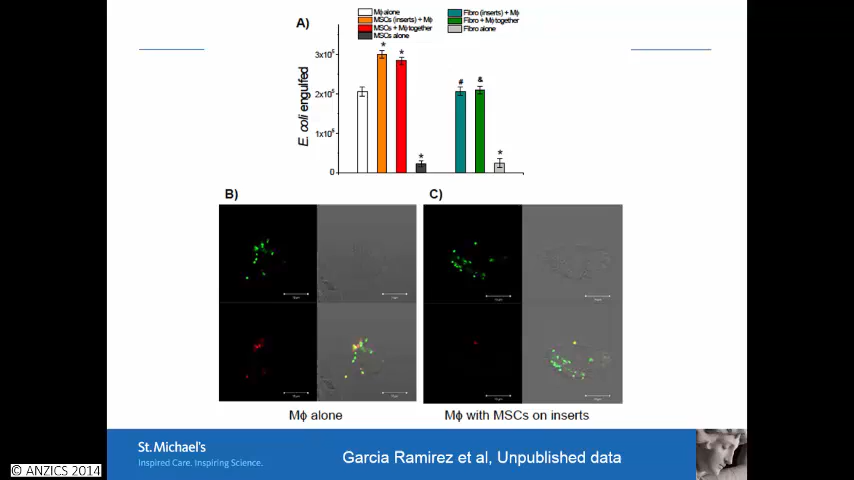 A)
Mϕ alone
MSCs (inserts) + Mϕ
MSCs + Mϕ together
MSCs alone
Fibro (inserts) + Mϕ
Fibro + Mϕ together
Fibro alone
E. coli engulfed
3x10⁵
2x10⁵
1x10⁵
0
* * * # & *
B)
C)
Mϕ alone
Mϕ with MSCs on inserts
St. Michael's
Inspired Care. Inspiring Science.
Garcia Ramirez et al, Unpublished data
© ANZICS 2014